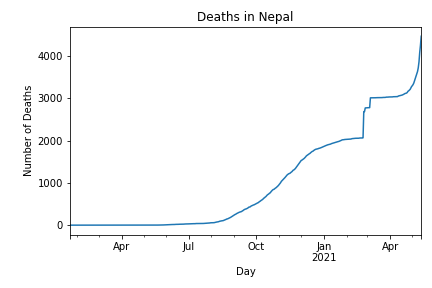 Deaths in Nepal
Number of Deaths
4000
3000
2000
1000
0
Apr
Jul
Oct
Jan
2021
Apr
Day